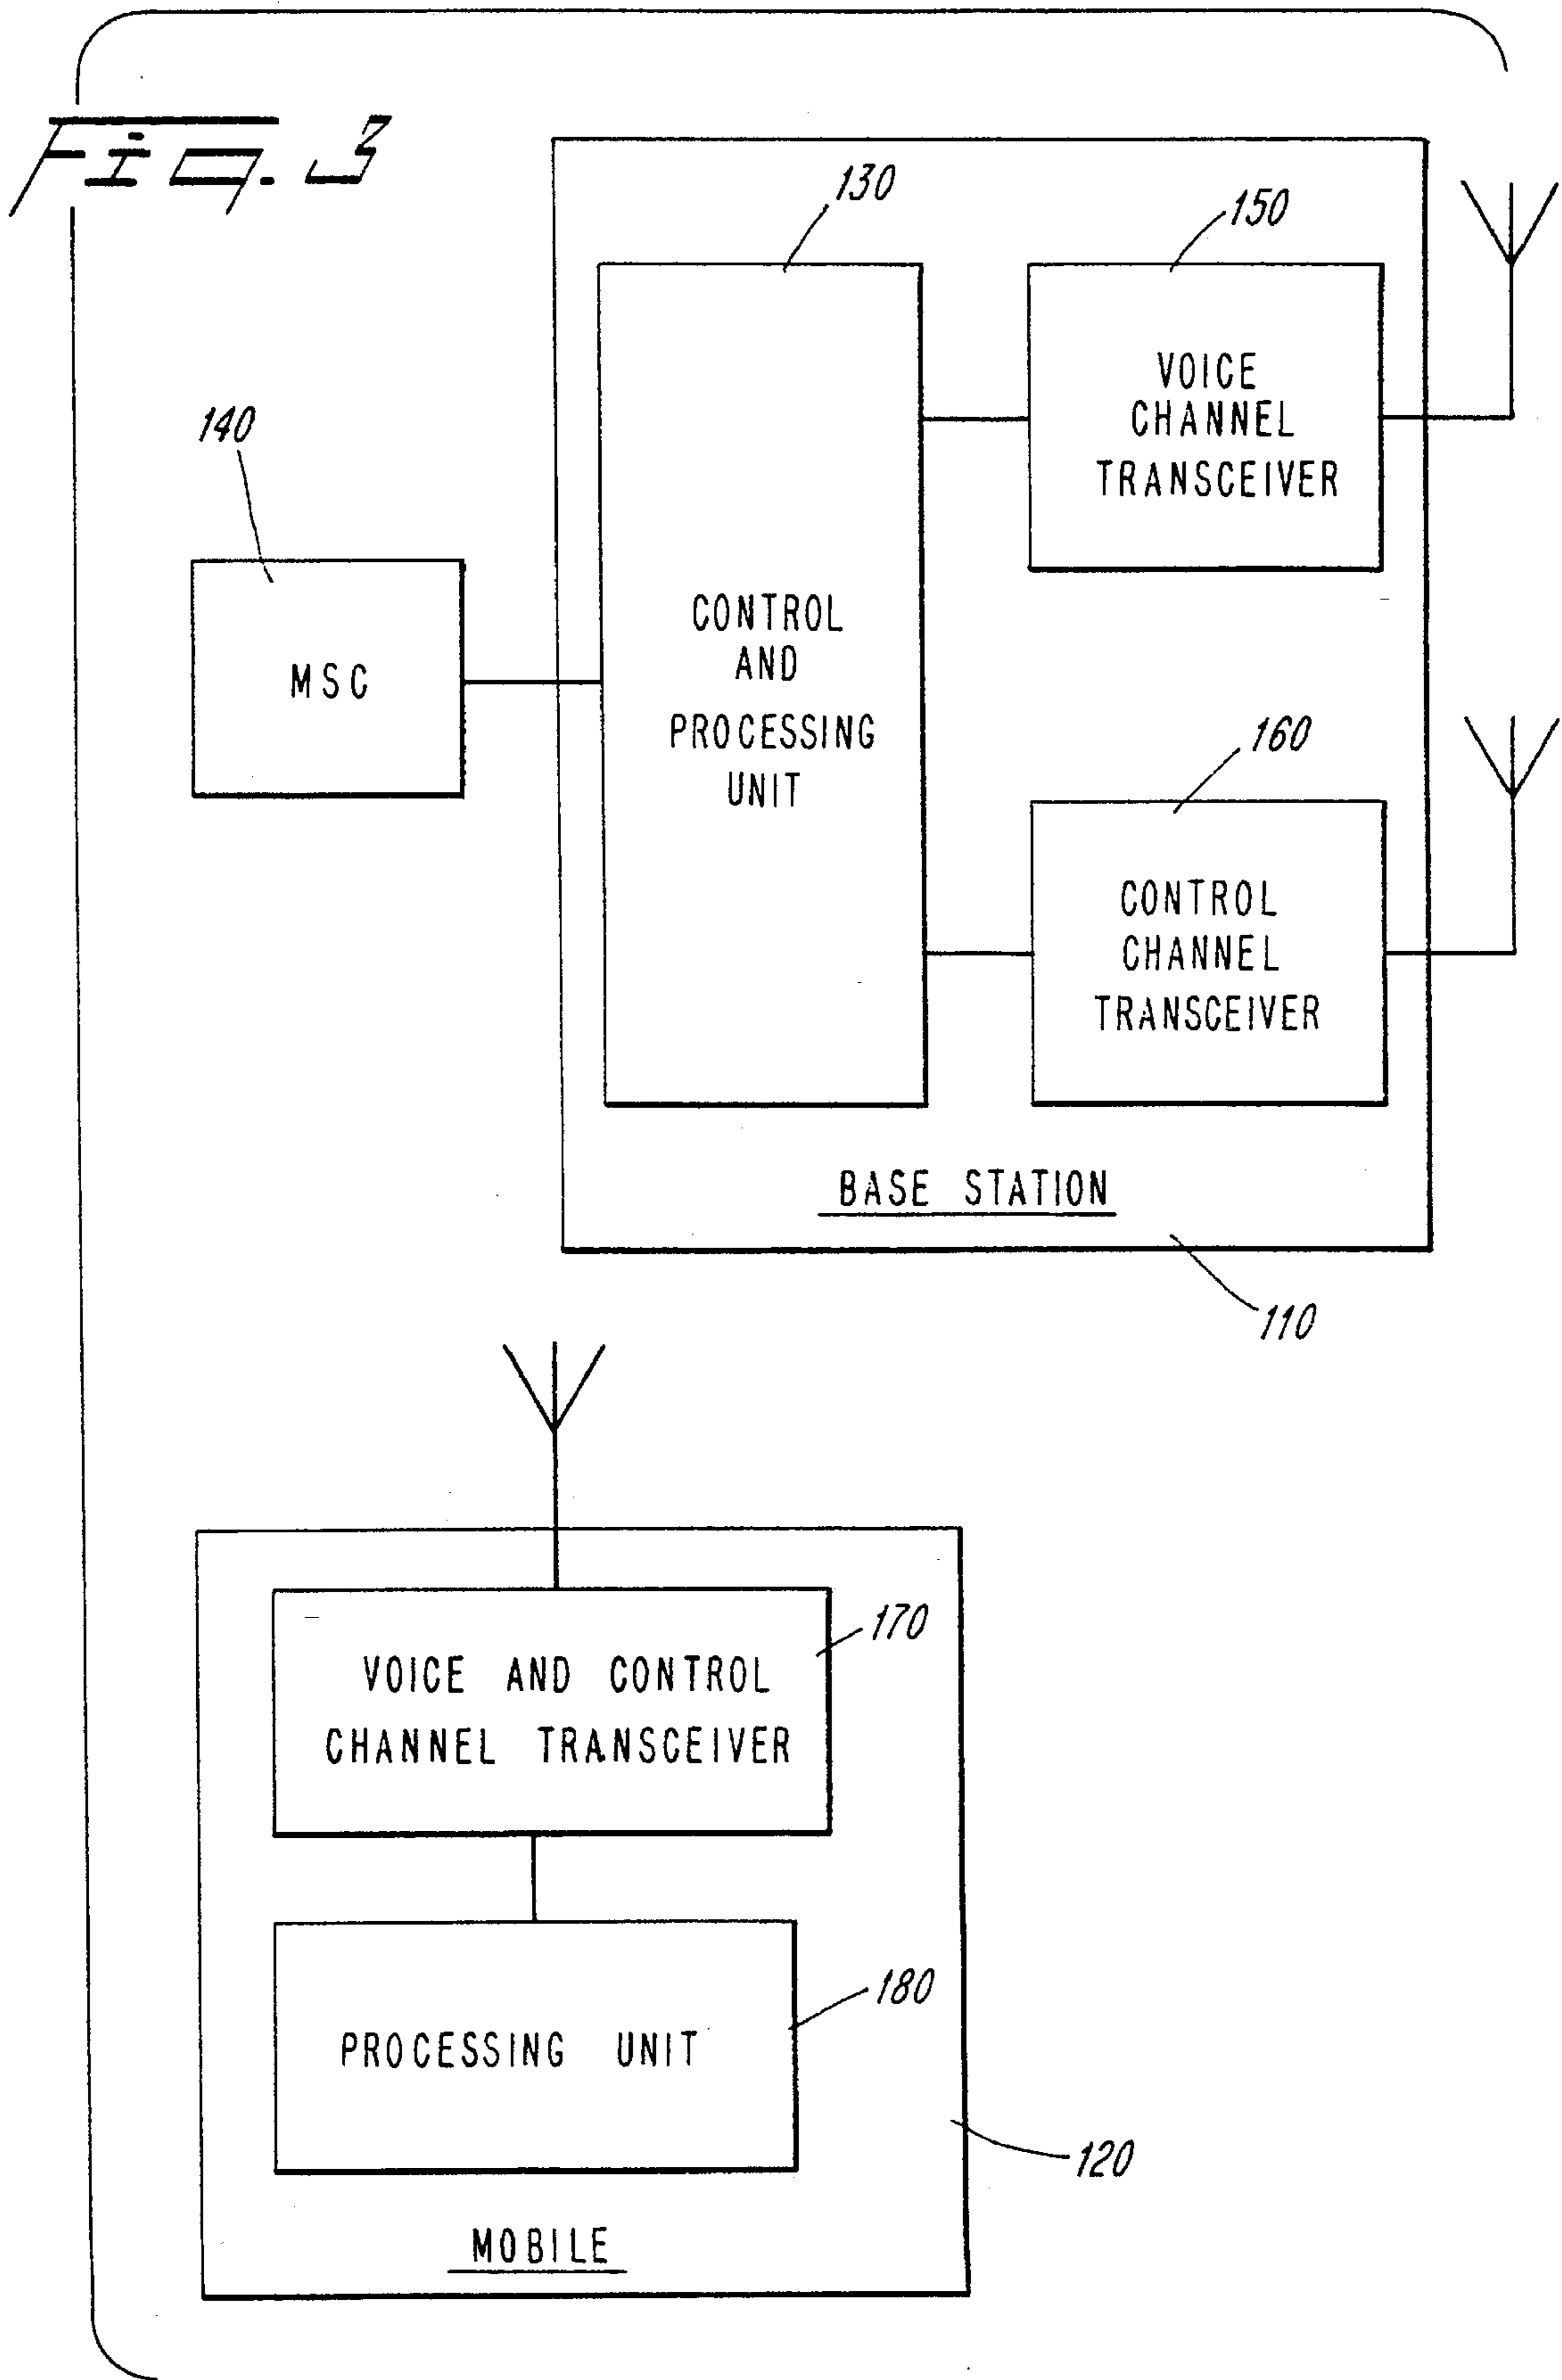 Fig. 3
130
150
VOICE
CHANNEL
TRANSCEIVER
140
MSC
CONTROL
AND
PROCESSING
UNIT
160
CONTROL
CHANNEL
TRANSCEIVER
BASE STATION
110
170
VOICE AND CONTROL
CHANNEL TRANSCEIVER
180
PROCESSING UNIT
120
MOBILE